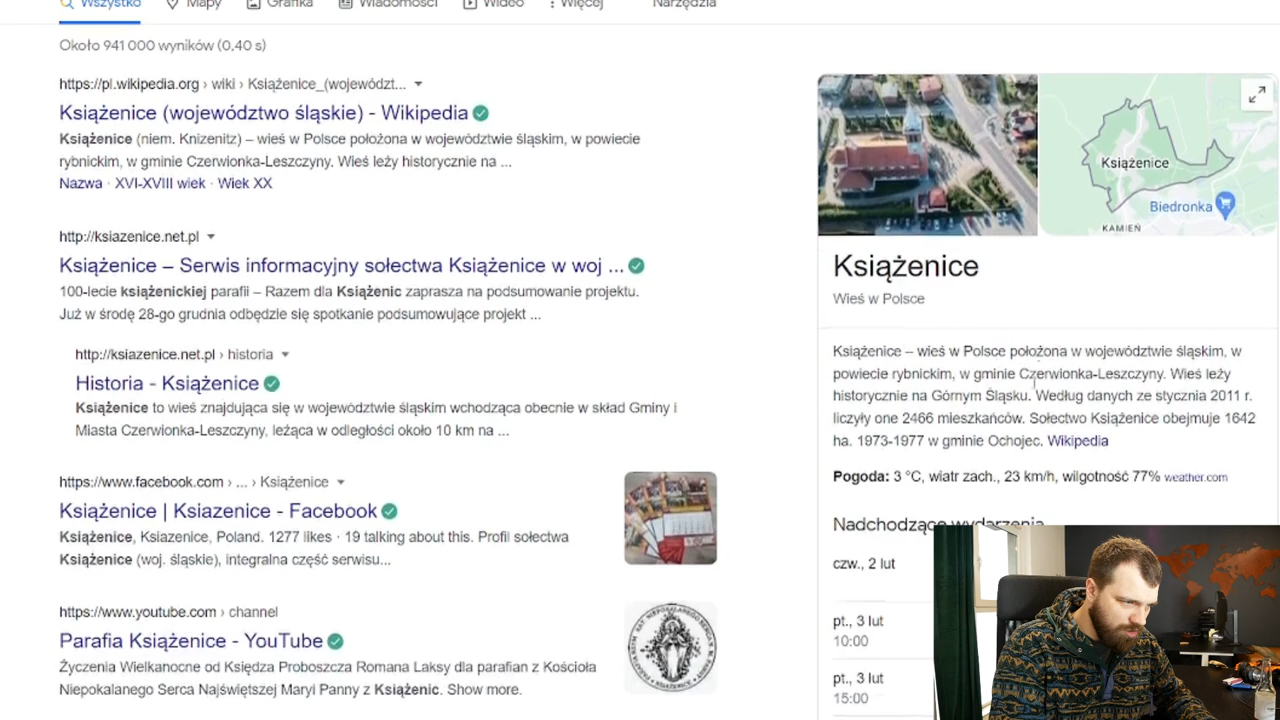 Wszystko
Mapy
Grafika
Wiadomości
Wideo
Więcej
Narzędzia
Około 941 000 wyników (0,40 s)
https://pl.wikipedia.org › wiki › Książenice_(województ...
Książenice (województwo śląskie) - Wikipedia
Książenice (niem. Knizenitz) – wieś w Polsce położona w województwie śląskim, w powiecie
rybnickim, w gminie Czerwionka-Leszczyny. Wieś leży historycznie na ...
Nazwa · XVI-XVIII wiek · Wiek XX
http://ksiazenice.net.pl
Książenice – Serwis informacyjny sołectwa Książenice w woj ...
100-lecie książenickiej parafii – Razem dla Książenic zaprasza na podsumowanie projektu.
Już w środę 28-go grudnia odbędzie się spotkanie podsumowujące projekt ...
http://ksiazenice.net.pl › historia
Historia - Książenice
Książenice to wieś znajdująca się w województwie śląskim wchodząca obecnie w skład Gminy i
Miasta Czerwionka-Leszczyny, leżąca w odległości około 10 km na ...
https://www.facebook.com › ... › Książenice
Książenice | Ksiazenice - Facebook
Książenice, Ksiazenice, Poland. 1277 likes · 19 talking about this. Profil sołectwa
Książenice (woj. śląskie), integralna część serwisu...
https://www.youtube.com › channel
Parafia Książenice - YouTube
Życzenia Wielkanocne od Księdza Proboszcza Romana Laksy dla parafian z Kościoła
Niepokalanego Serca Najświętszej Maryi Panny z Książenic. Show more.
Książenice
Biedronka
KAMIEŃ
Książenice
Wieś w Polsce
Książenice – wieś w Polsce położona w województwie śląskim, w
powiecie rybnickim, w gminie Czerwionka-Leszczyny. Wieś leży
historycznie na Górnym Śląsku. Według danych ze stycznia 2011 r.
liczyły one 2466 mieszkańców. Sołectwo Książenice obejmuje 1642
ha. 1973-1977 w gminie Ochojec. Wikipedia
Pogoda: 3 °C, wiatr zach., 23 km/h, wilgotność 77% weather.com
Nadchodzące wydarzenia
czw., 2 lut
pt., 3 lut
10:00
pt., 3 lut
15:00